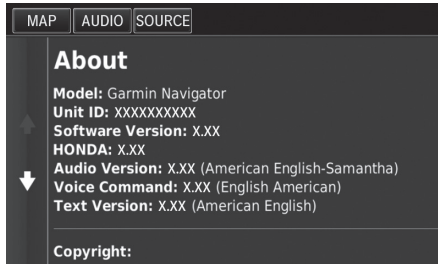 MAP AUDIO SOURCE
About
Model: Garmin Navigator
Unit ID: XXXXXXXXXX
Software Version: X.XX
HONDA: X.XX
Audio Version: X.XX (American English-Samantha)
Voice Command: X.XX (English American)
Text Version: X.XX (American English)
Copyright: